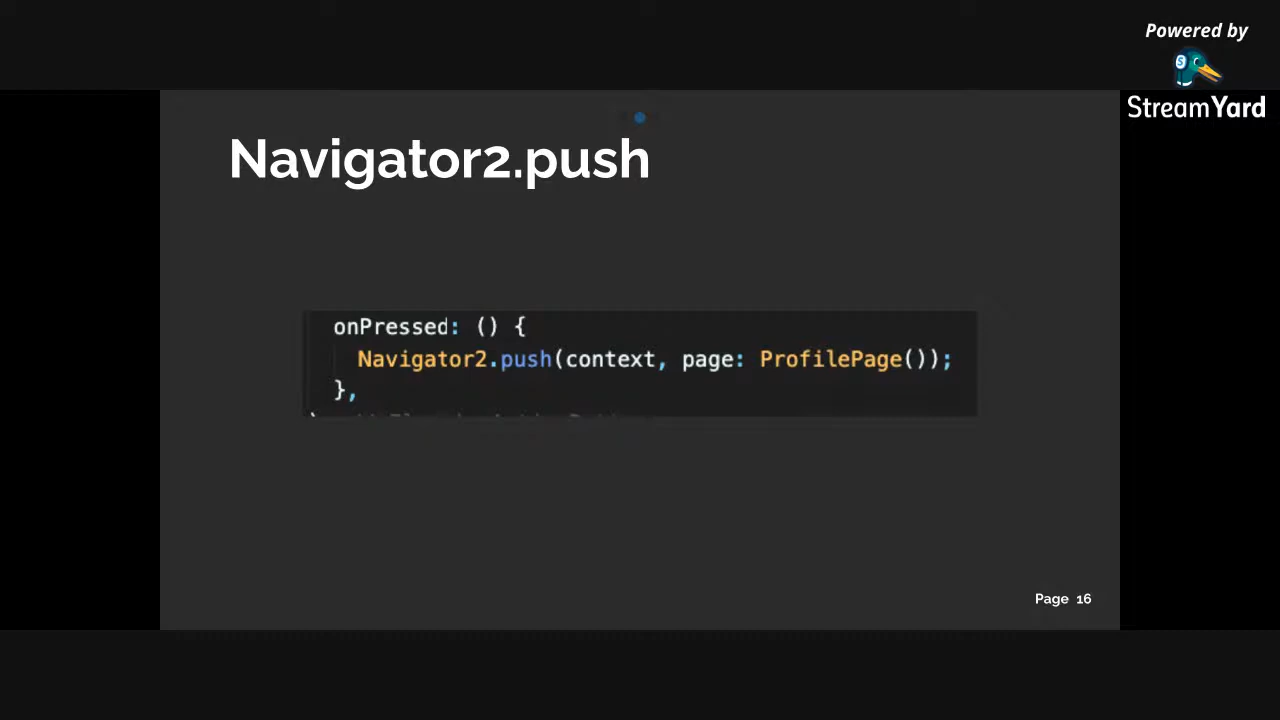 Powered by
StreamYard
Navigator2.push
onPressed: () {
Navigator2.push(context, page: ProfilePage());
},
Page 16